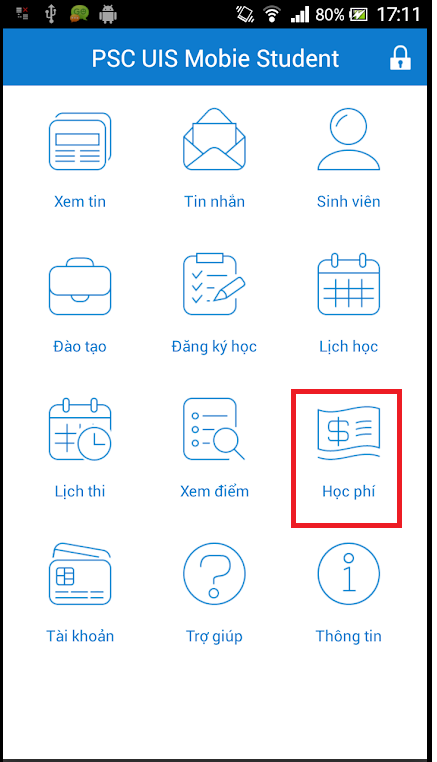 80% 17:11
PSC UIS Mobie Student
Xem tin Tin nhắn Sinh viên
Đào tạo Đăng ký học Lịch học
Lịch thi Xem điểm Học phí
Tài khoản Trợ giúp Thông tin